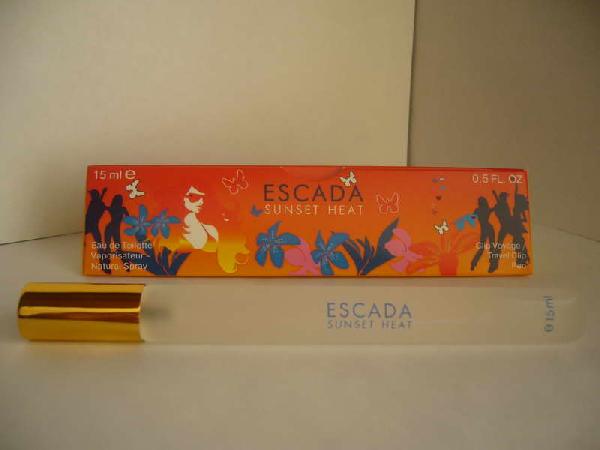 15 ml e
0.5 FL. OZ.
ESCADA
SUNSET HEAT
Eau de Toilette
Vaporisateur -
Natural Spray
Clip Voyage /
Travel Clip
ESCADA
SUNSET HEAT
e 15ml